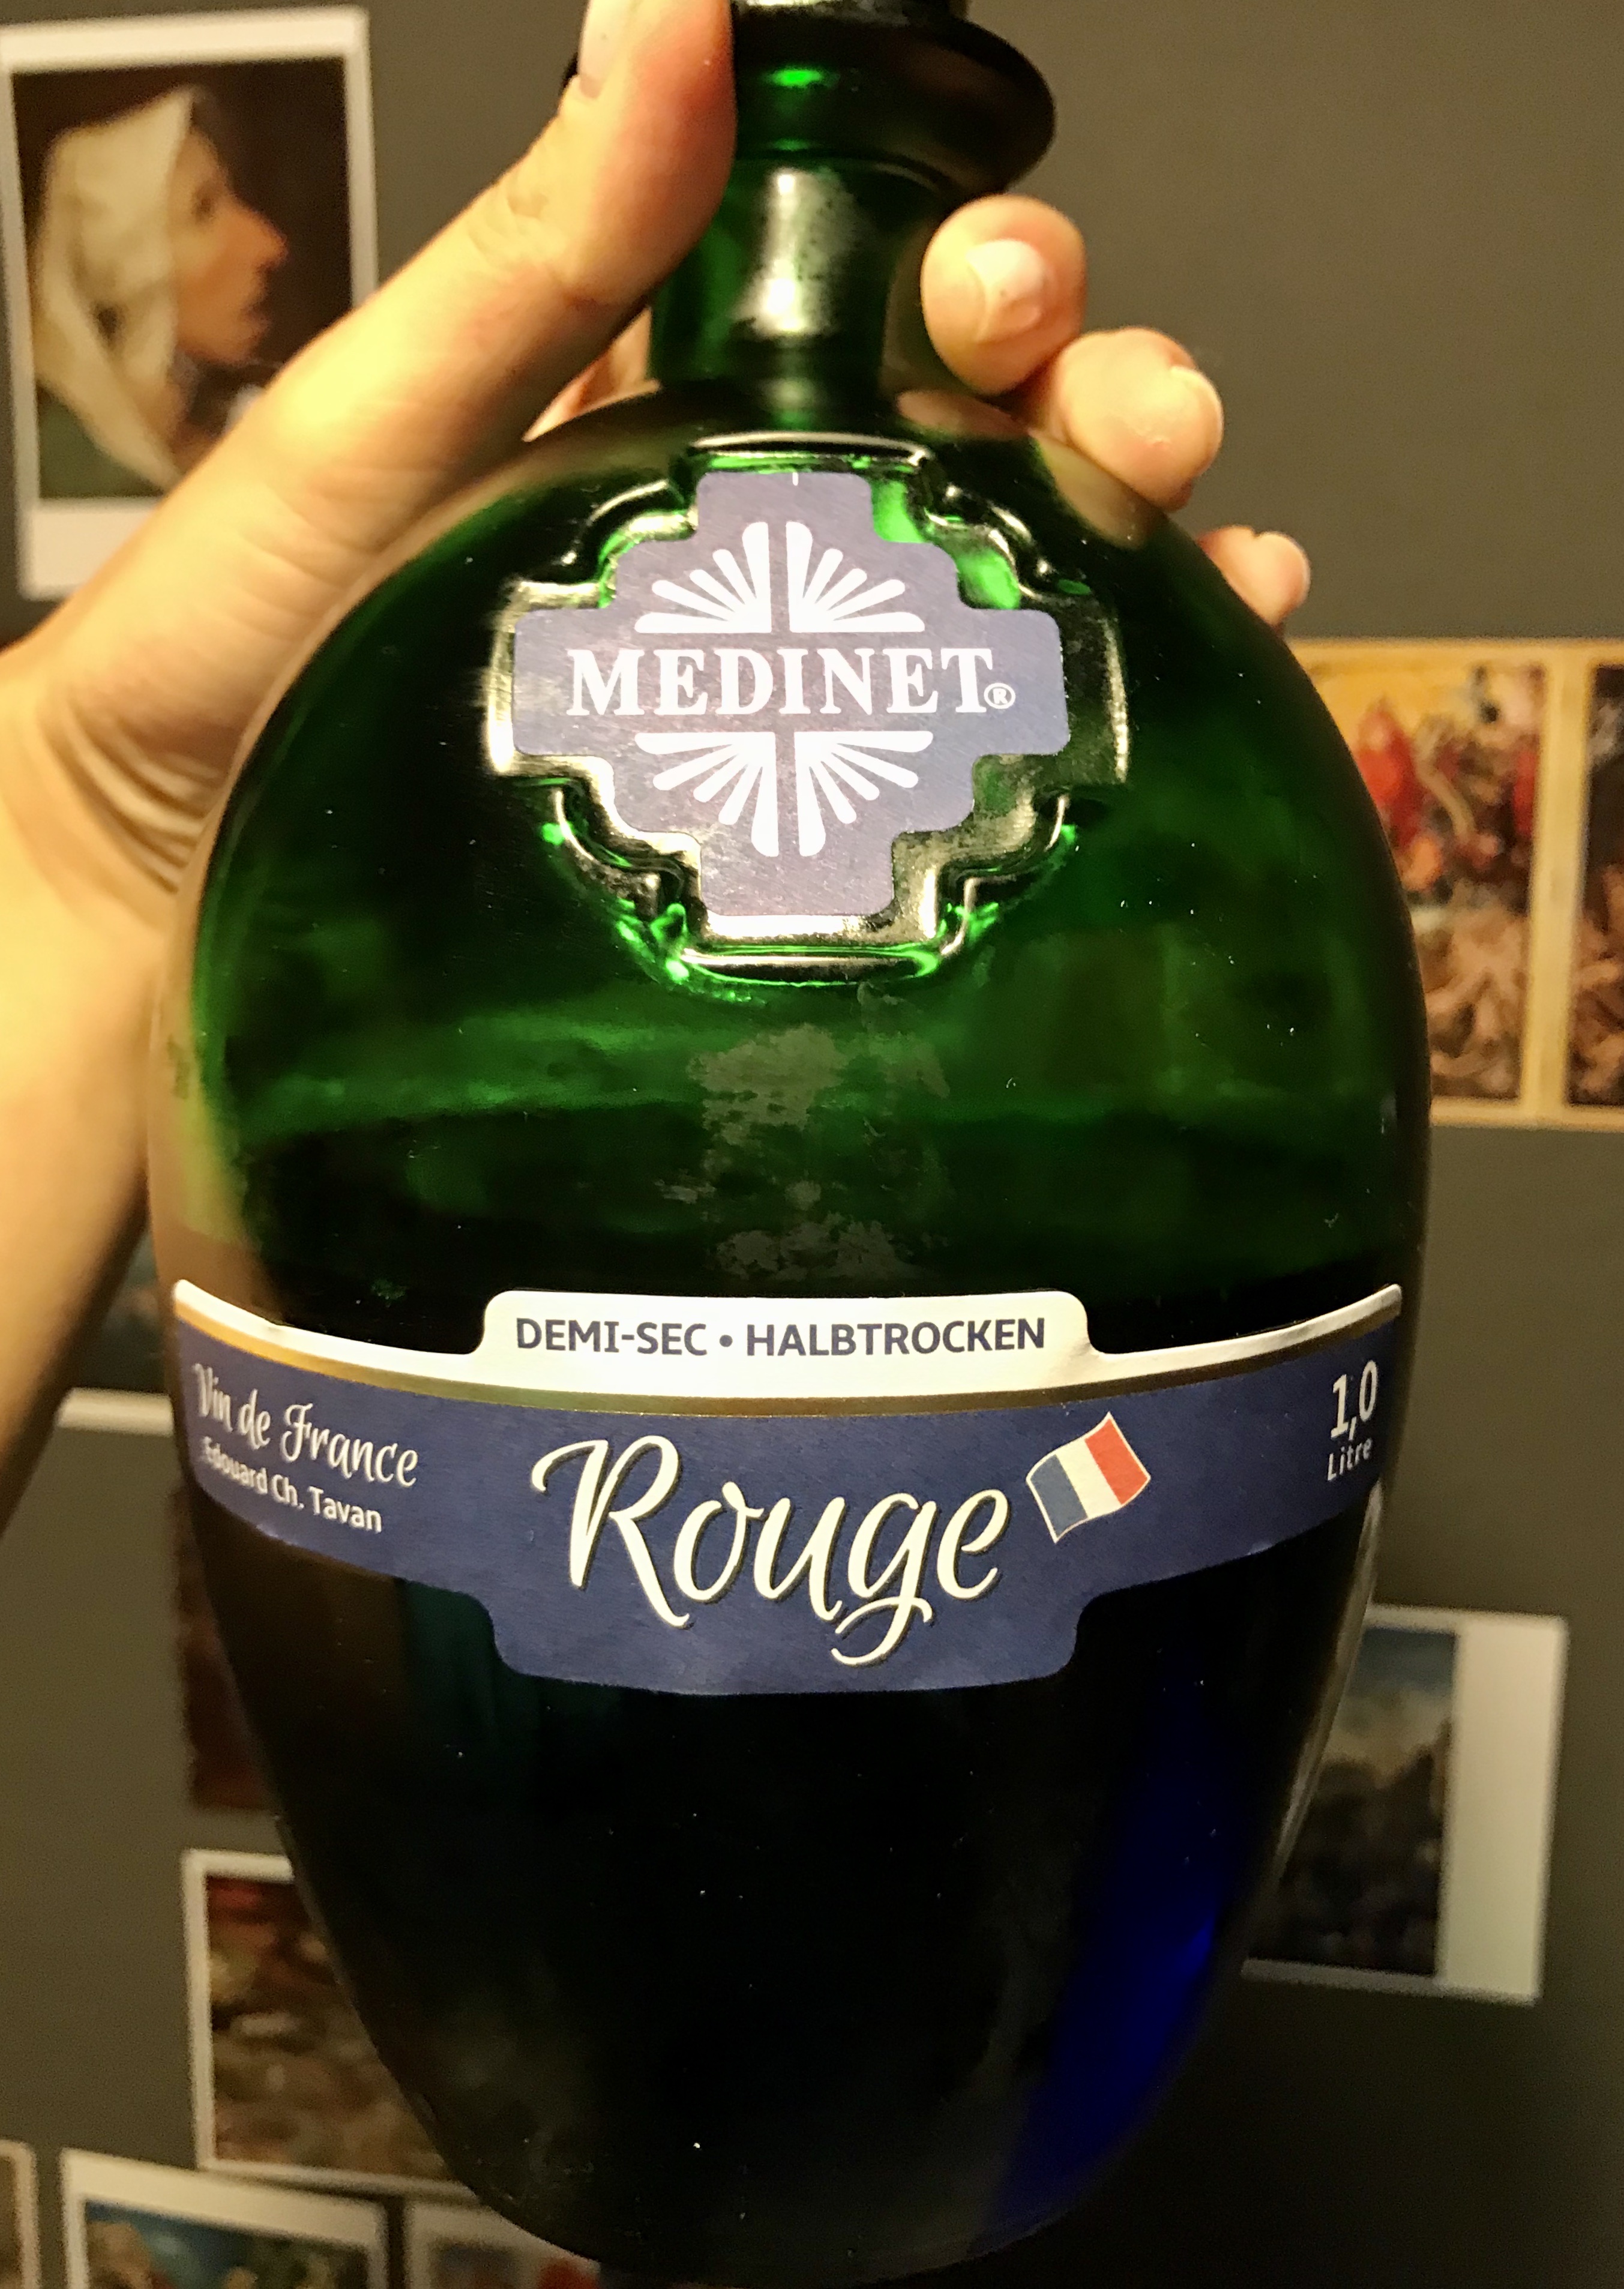 MEDINET®
DEMI-SEC • HALBTROCKEN
Vin de France
Edouard Ch. Tavan
Rouge
1,0
Litre